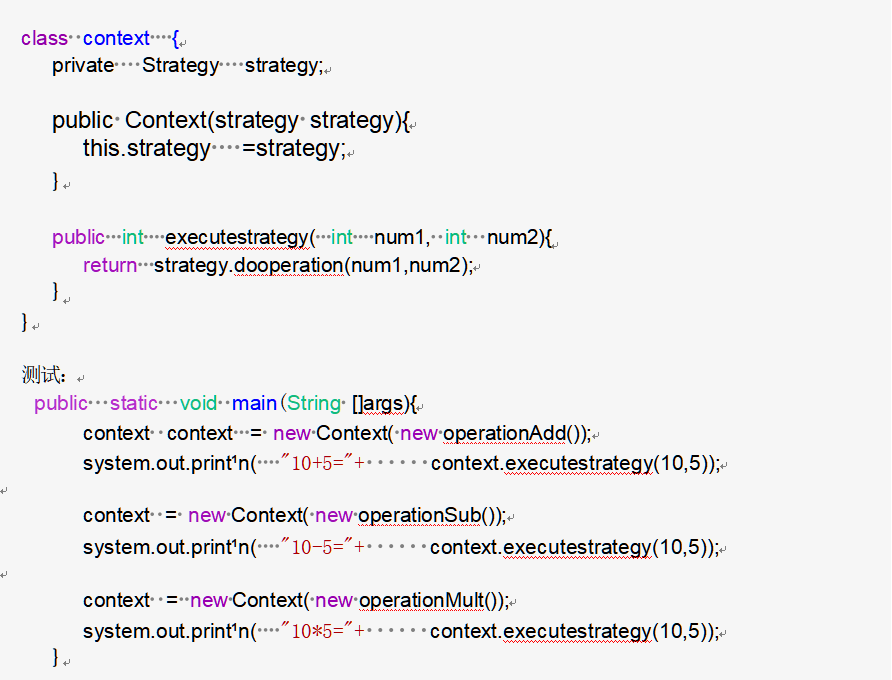 class context {
private Strategy strategy;
public Context(strategy strategy){
this.strategy =strategy;
}
public int executestrategy( int num1, int num2){
return strategy.dooperation(num1,num2);
}
}
测试：
public static void main(String []args){
context context = new Context( new operationAdd());
system.out.print¹n( "10+5="+ context.executestrategy(10,5));
context = new Context( new operationSub());
system.out.print¹n( "10-5="+ context.executestrategy(10,5));
context = new Context( new operationMult());
system.out.print¹n( "10*5="+ context.executestrategy(10,5));
}